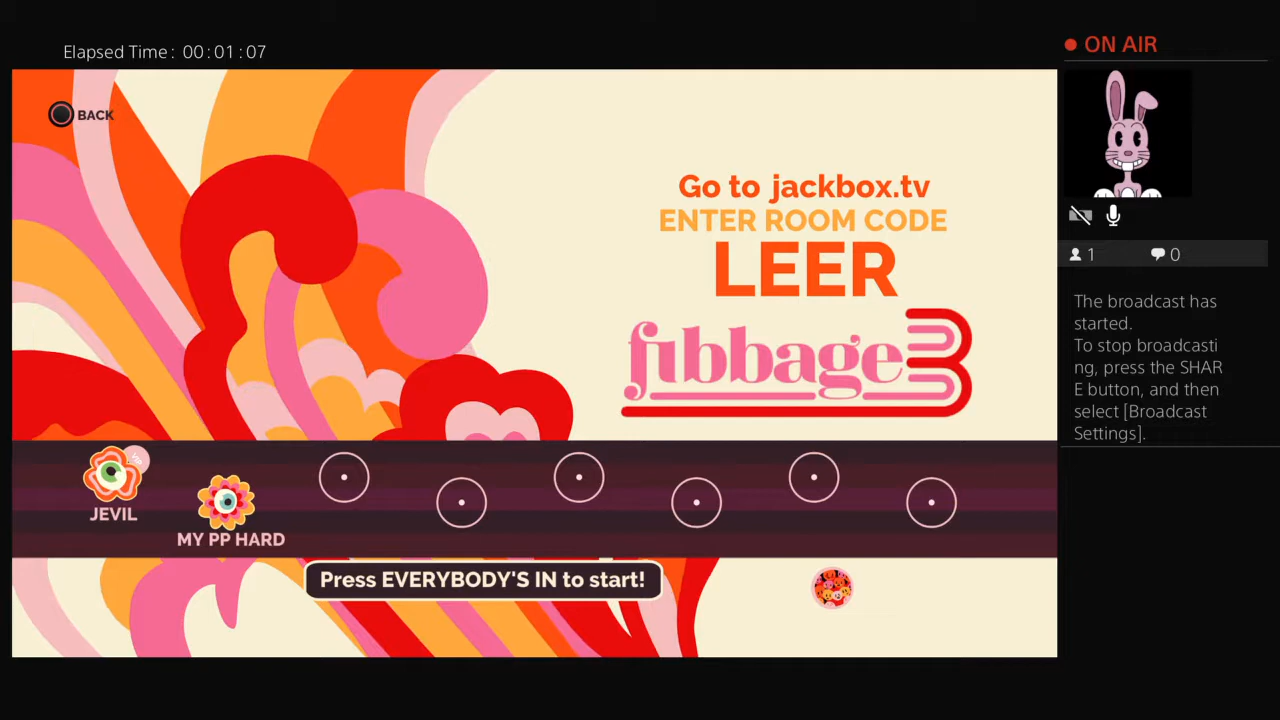 Elapsed Time: 00:01:07
ON AIR
BACK
Go to jackbox.tv
ENTER ROOM CODE
LEER
fibbage 3
1
0
The broadcast has
started.
To stop broadcasti
ng, press the SHAR
E button, and then
select [Broadcast
Settings].
VIP
JEVIL
MY PP HARD
Press EVERYBODY'S IN to start!